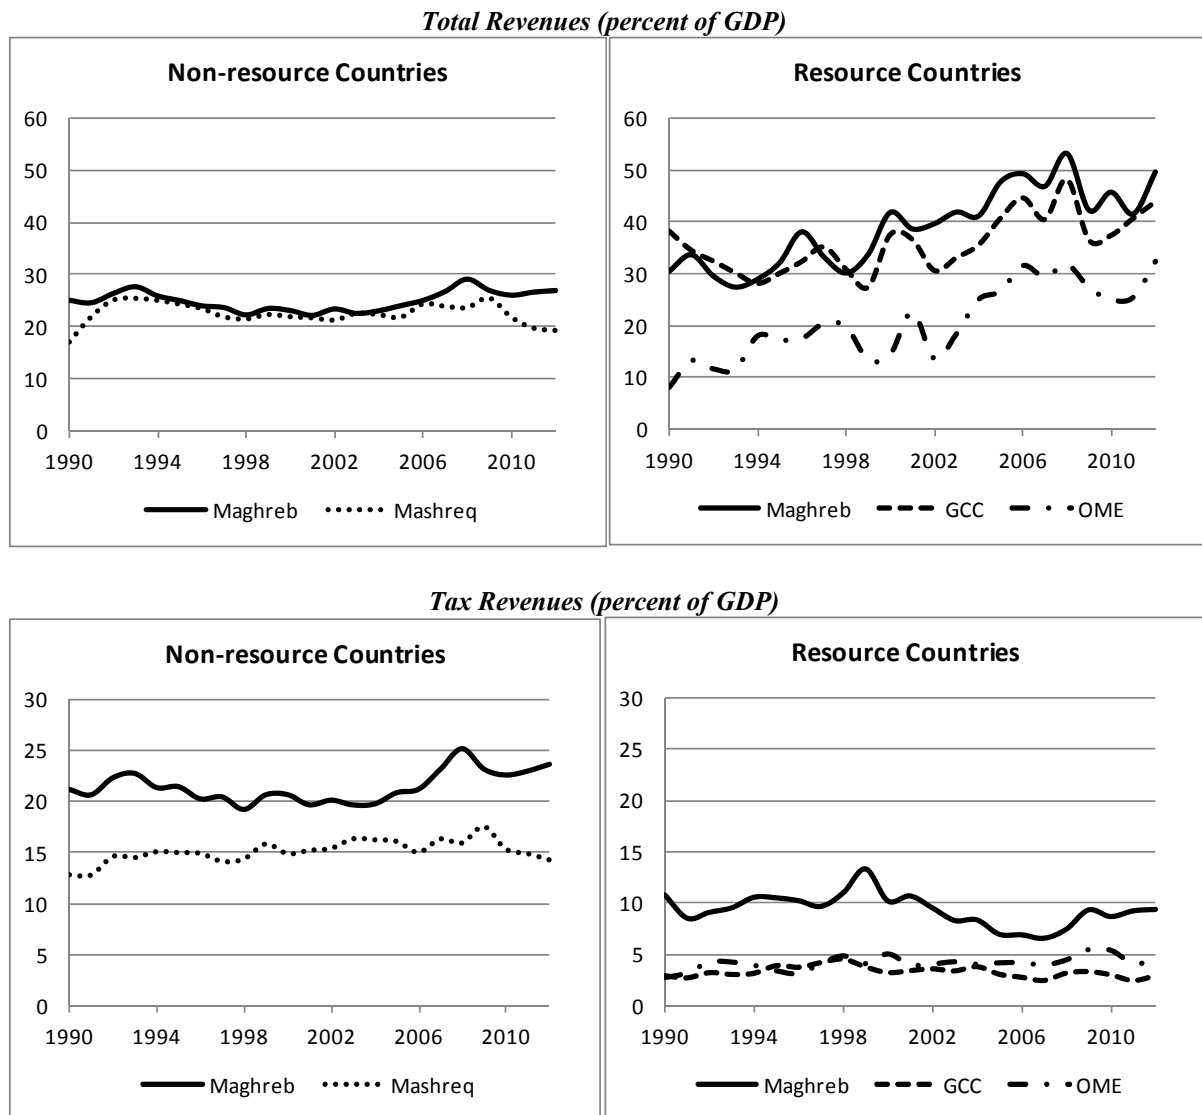 Total Revenues (percent of GDP)
Non-resource Countries
60
50
40
30
20
10
0
1990 1994 1998 2002 2006 2010
Maghreb Mashreq
Resource Countries
60
50
40
30
20
10
0
1990 1994 1998 2002 2006 2010
Maghreb GCC OME
Tax Revenues (percent of GDP)
Non-resource Countries
30
25
20
15
10
5
0
1990 1994 1998 2002 2006 2010
Maghreb Mashreq
Resource Countries
30
25
20
15
10
5
0
1990 1994 1998 2002 2006 2010
Maghreb GCC OME